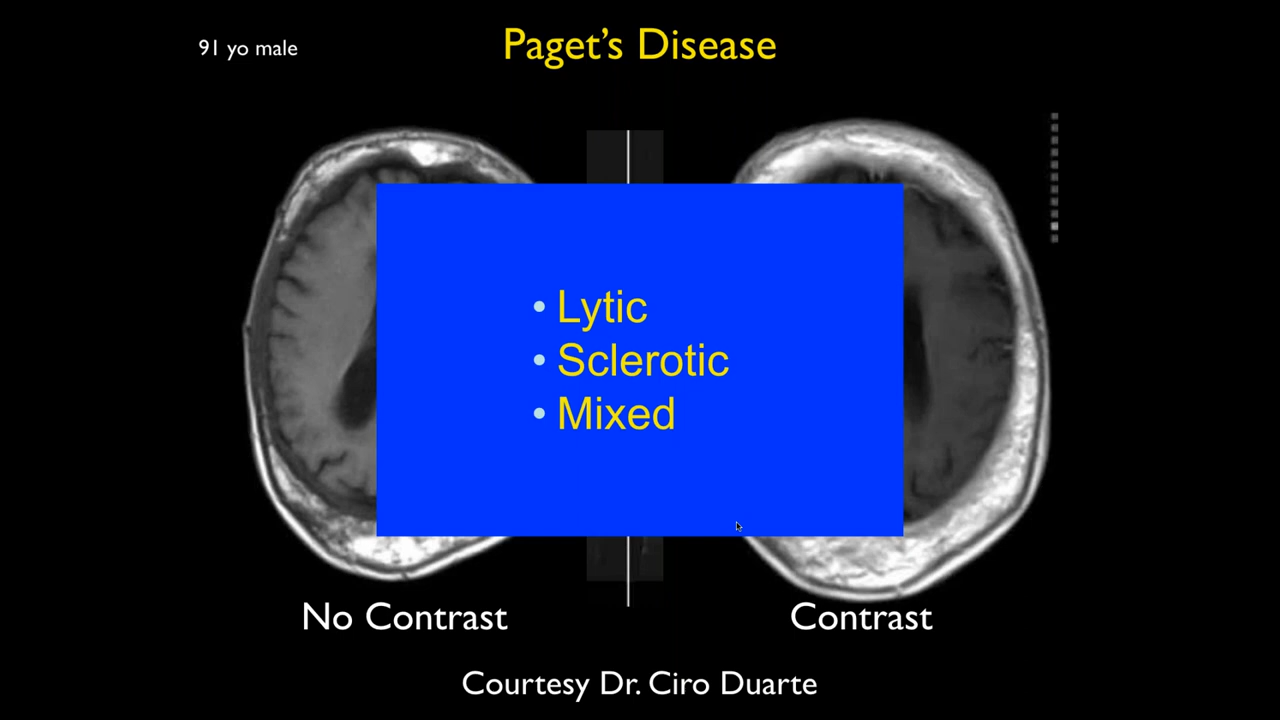 91 yo male
Paget's Disease
• Lytic
• Sclerotic
• Mixed
No Contrast
Contrast
Courtesy Dr. Ciro Duarte